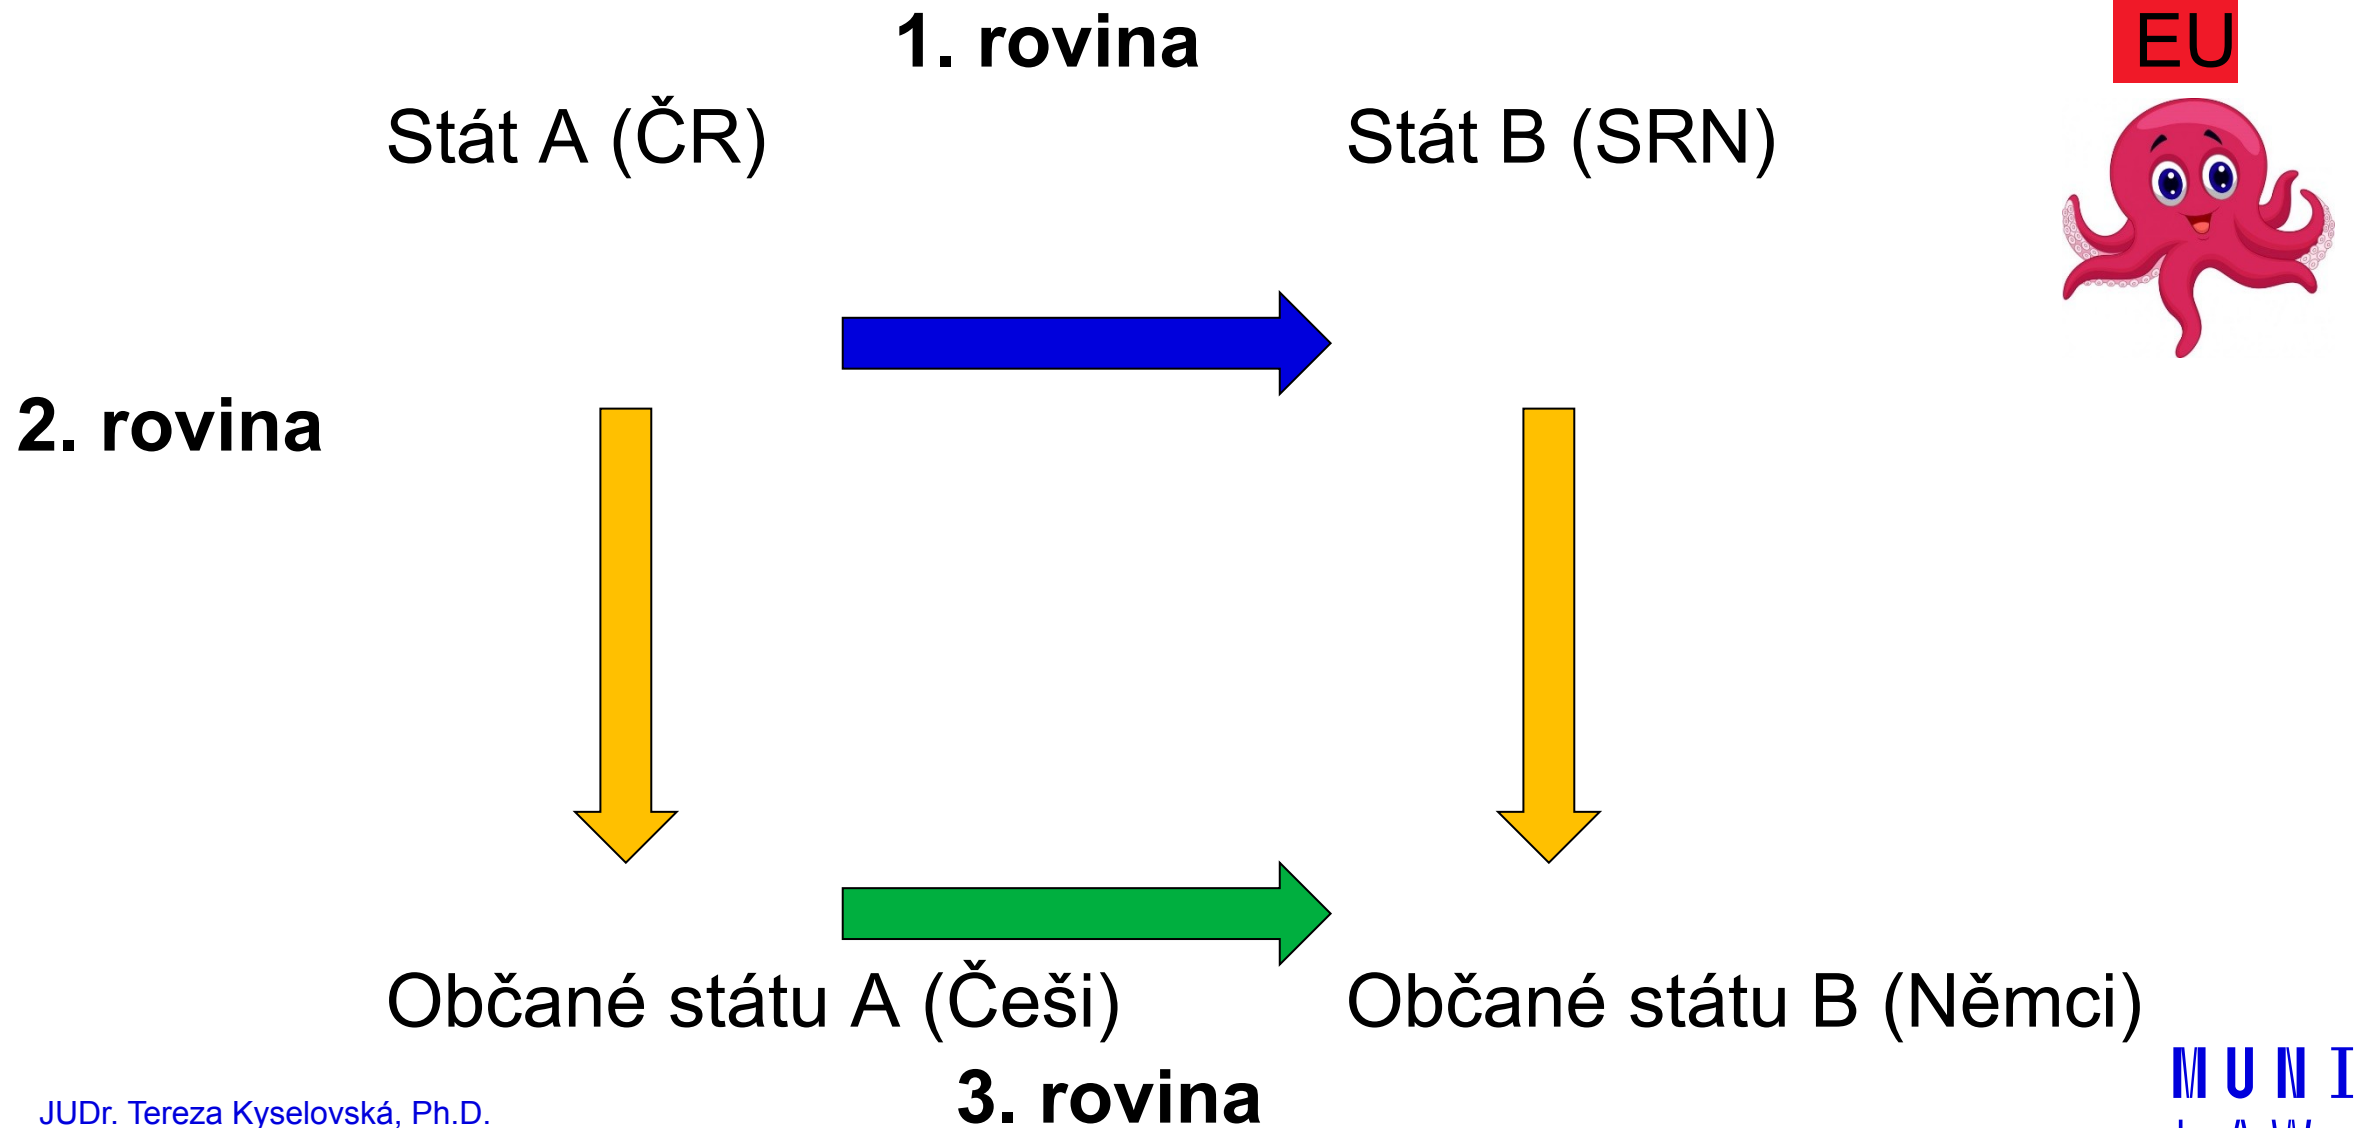 1. rovina
EU
Stát A (ČR)
Stát B (SRN)
2. rovina
Občané státu A (Češi)
Občané státu B (Němci)
3. rovina
JUDr. Tereza Kyselovská, Ph.D.
MUNI
LAW